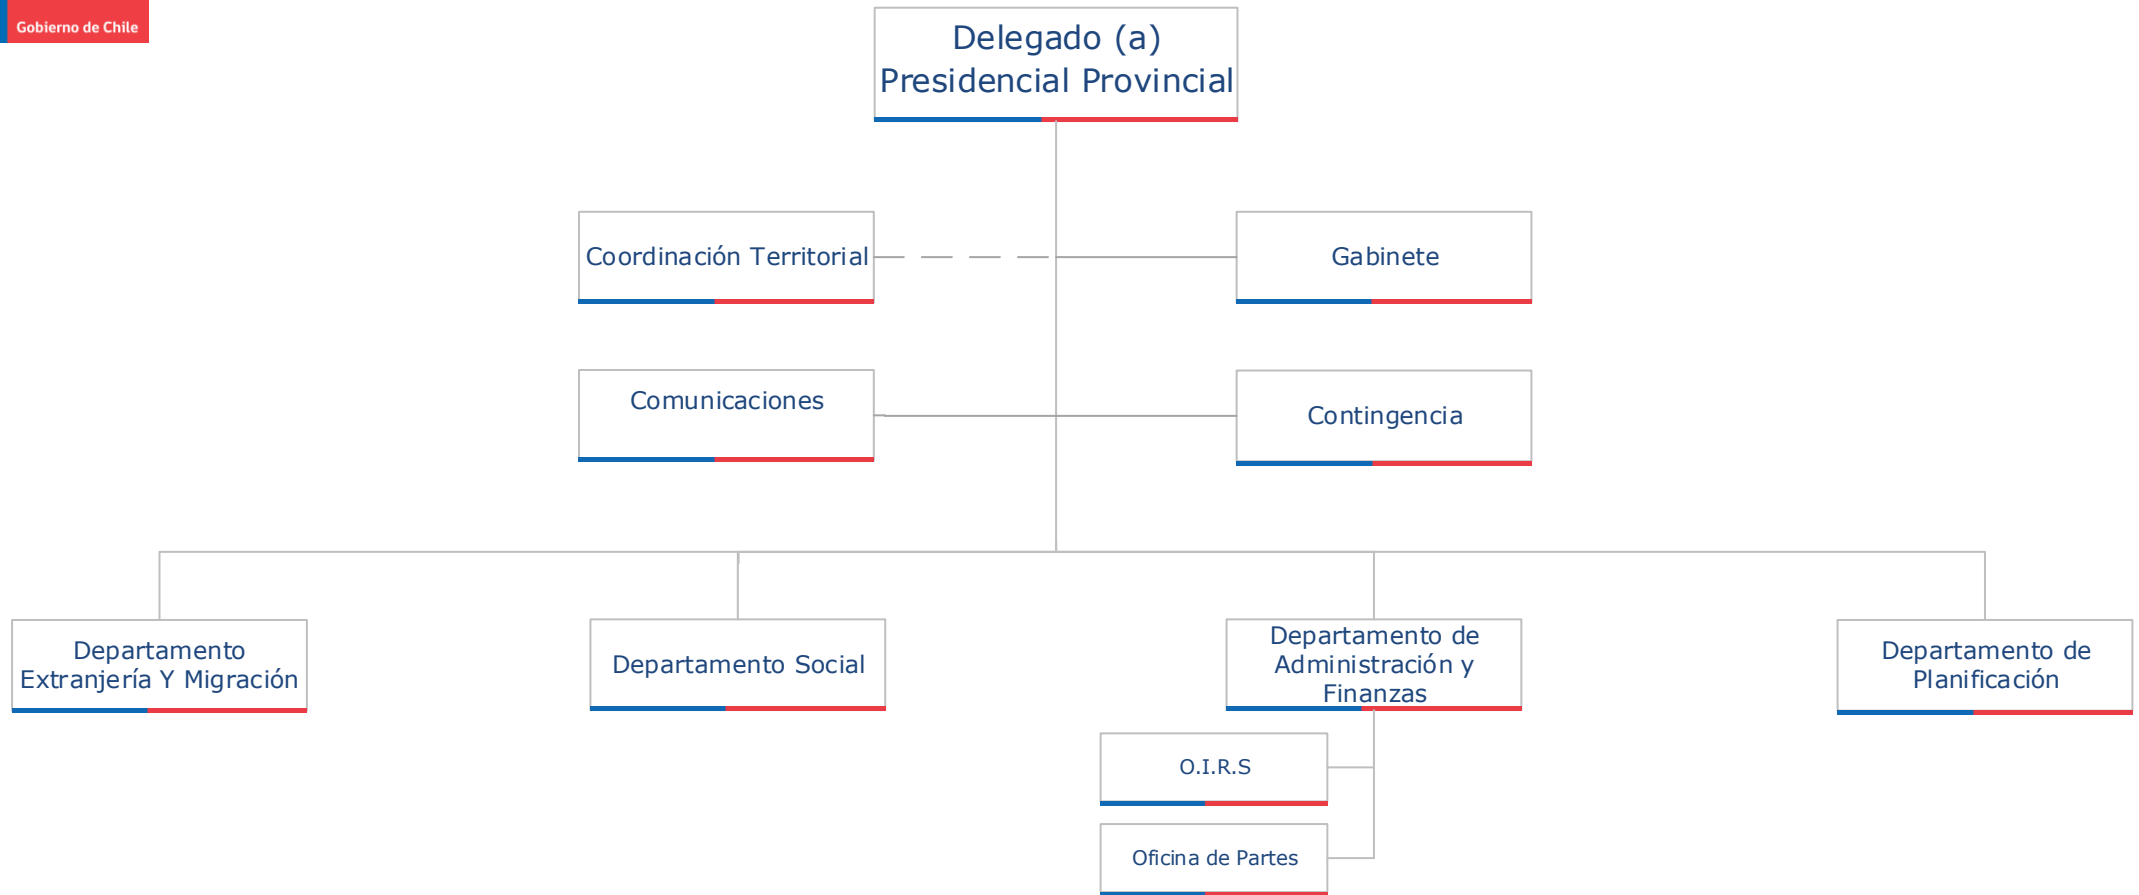 Gobierno de Chile
Delegado (a)
Presidencial Provincial
Coordinación Territorial
Gabinete
Comunicaciones
Contingencia
Departamento
Extranjería Y Migración
Departamento Social
Departamento de
Administración y
Finanzas
Departamento de
Planificación
O.I.R.S
Oficina de Partes